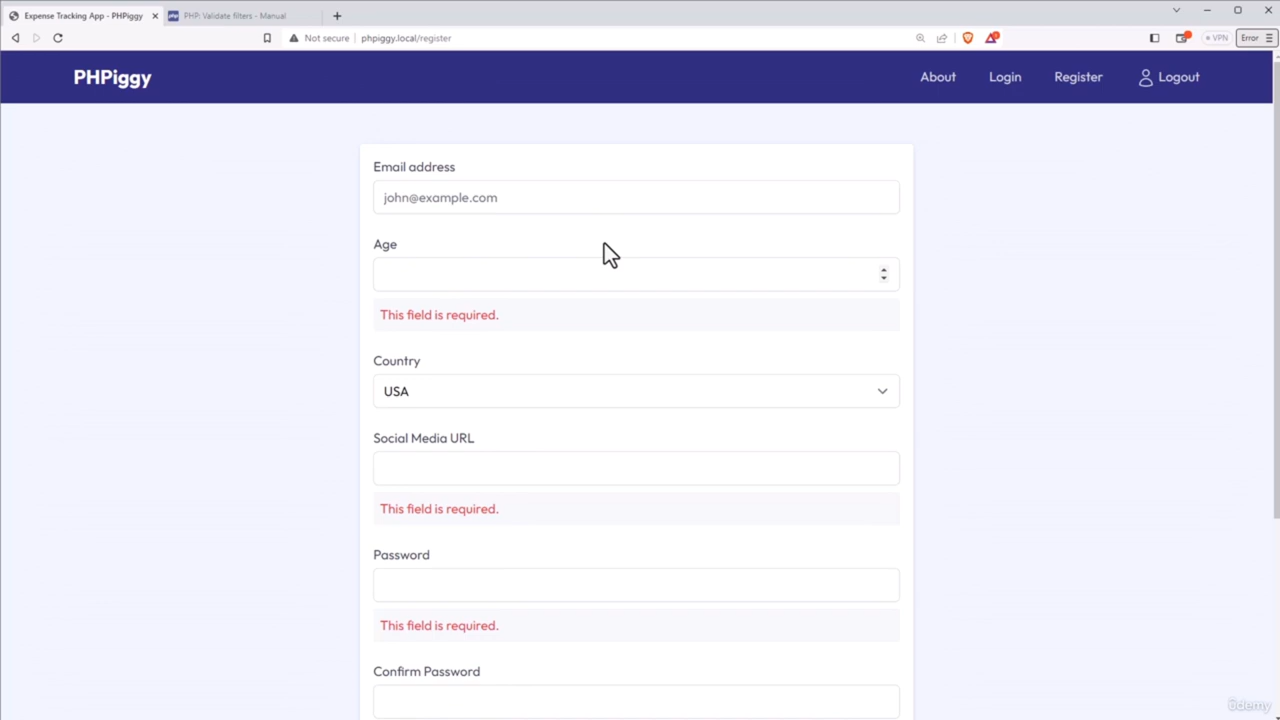 Expense Tracking App - PHPiggy
php PHP: Validate filters - Manual
Not secure phpiggy.local/register
VPN
Error
PHPiggy
About Login Register Logout
Email address
john@example.com
Age
This field is required.
Country
USA
Social Media URL
This field is required.
Password
This field is required.
Confirm Password
ûdemy